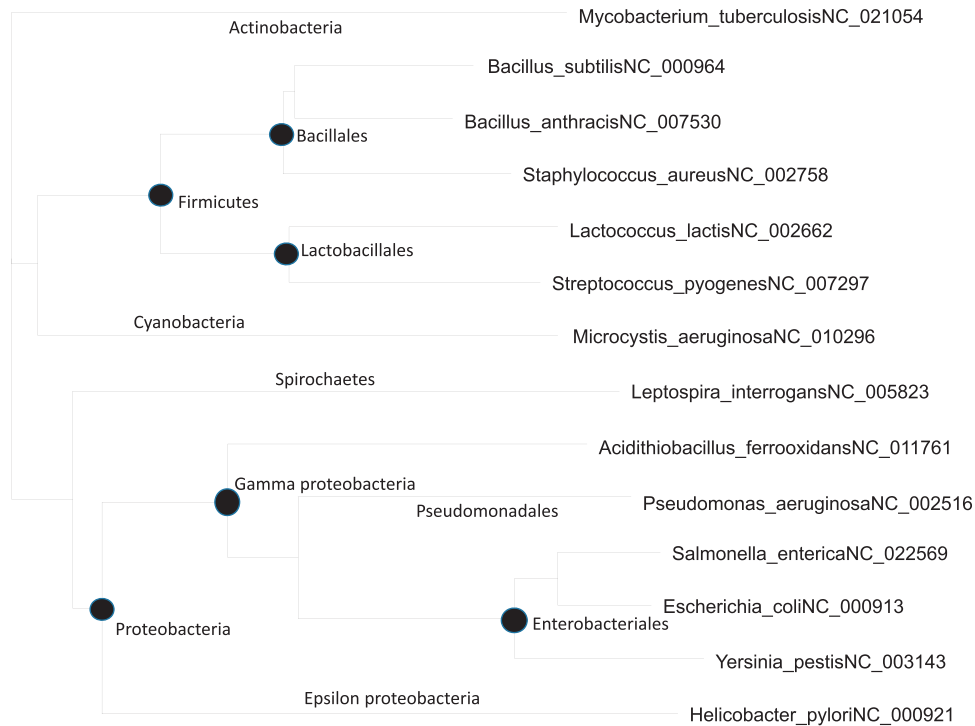 Mycobacterium_tuberculosisNC_021054
Actinobacteria
Bacillus_subtilisNC_000964
Bacillus_anthracisNC_007530
Bacillales
Staphylococcus_aureusNC_002758
Firmicutes
Lactococcus_lactisNC_002662
Lactobacillales
Streptococcus_pyogenesNC_007297
Cyanobacteria
Microcystis_aeruginosaNC_010296
Spirochaetes
Leptospira_interrogansNC_005823
Acidithiobacillus_ferrooxidansNC_011761
Gamma proteobacteria
Pseudomonas_aeruginosaNC_002516
Pseudomonadales
Salmonella_entericaNC_022569
Escherichia_coliNC_000913
Enterobacteriales
Proteobacteria
Yersinia_pestisNC_003143
Epsilon proteobacteria
Helicobacter_pyloriNC_000921